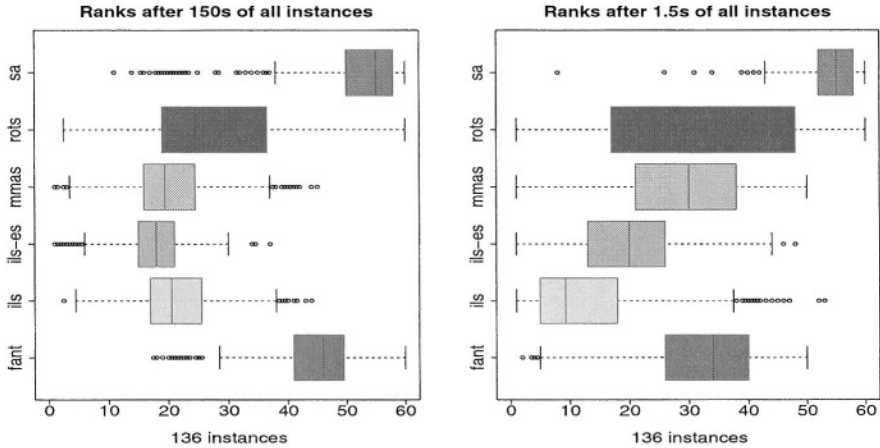 Ranks after 150s of all instances
sa
rots
mmas
ils-es
ils
fant
0 10 20 30 40 50 60
136 instances
Ranks after 1.5s of all instances
sa
rots
mmas
ils-es
ils
fant
0 10 20 30 40 50 60
136 instances